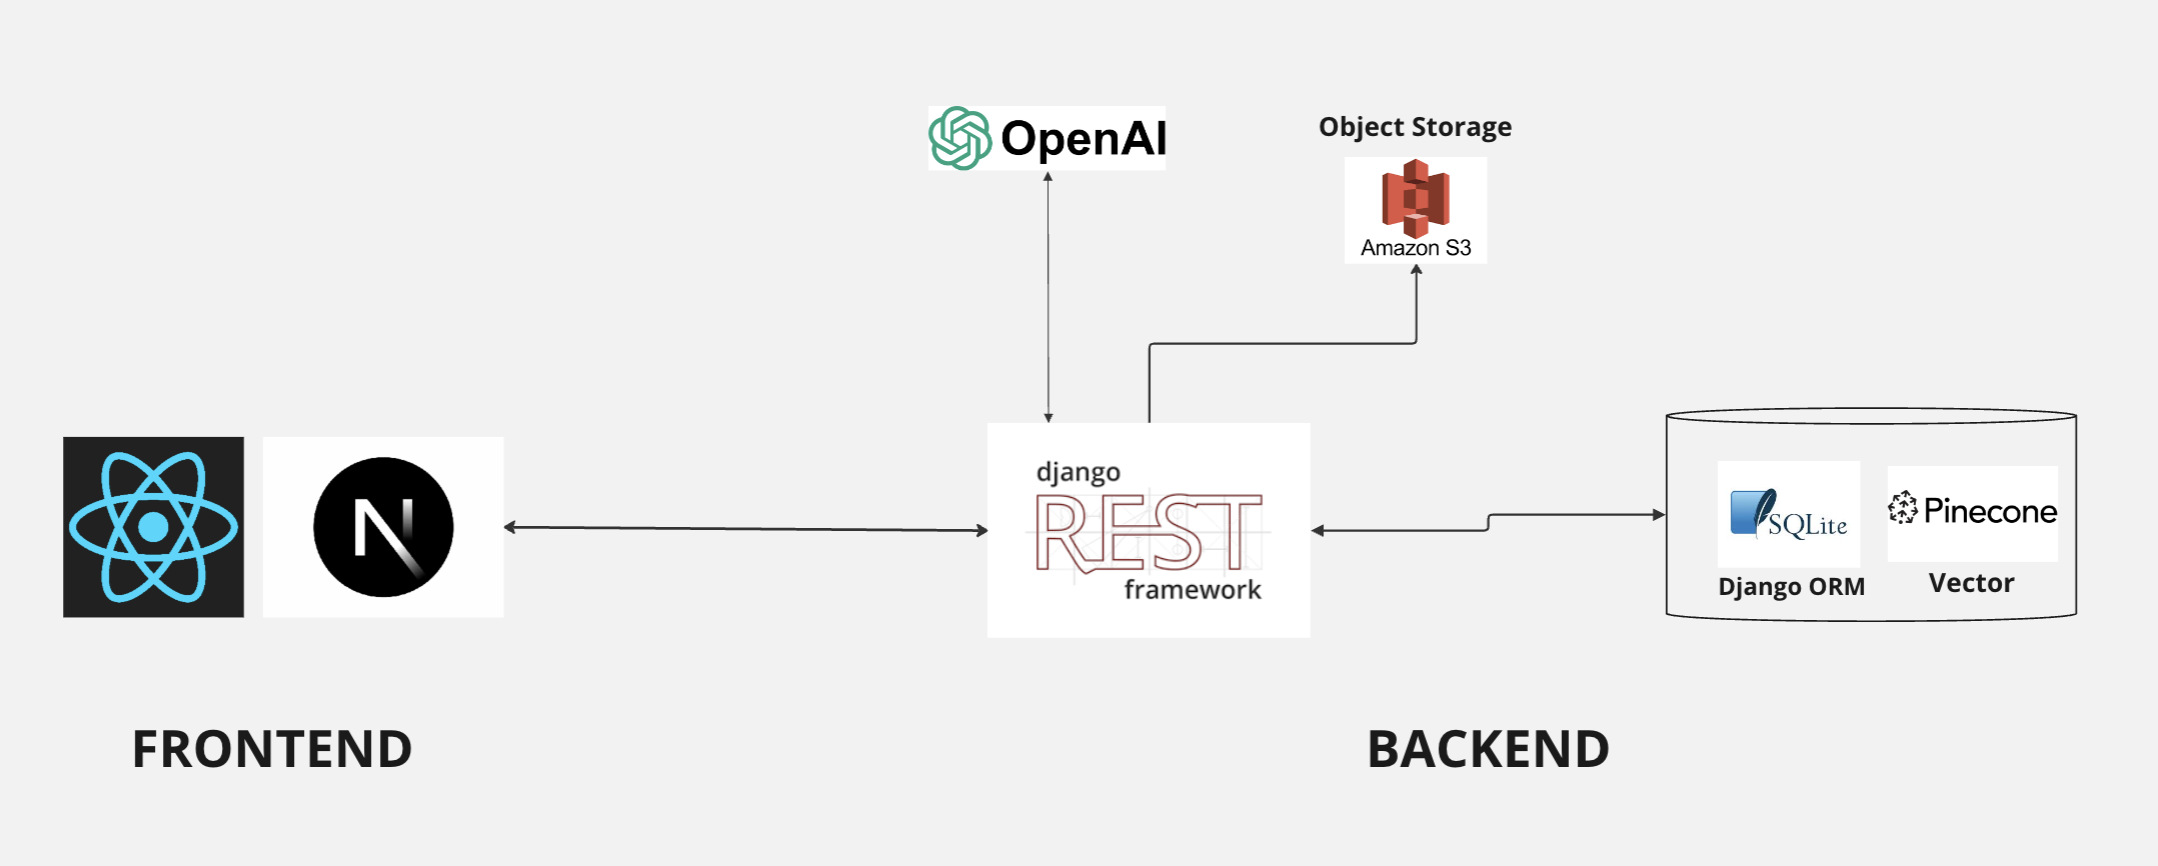 OpenAI
Object Storage
Amazon S3
django
REST
framework
SQLite
Pinecone
Django ORM
Vector
FRONTEND
BACKEND